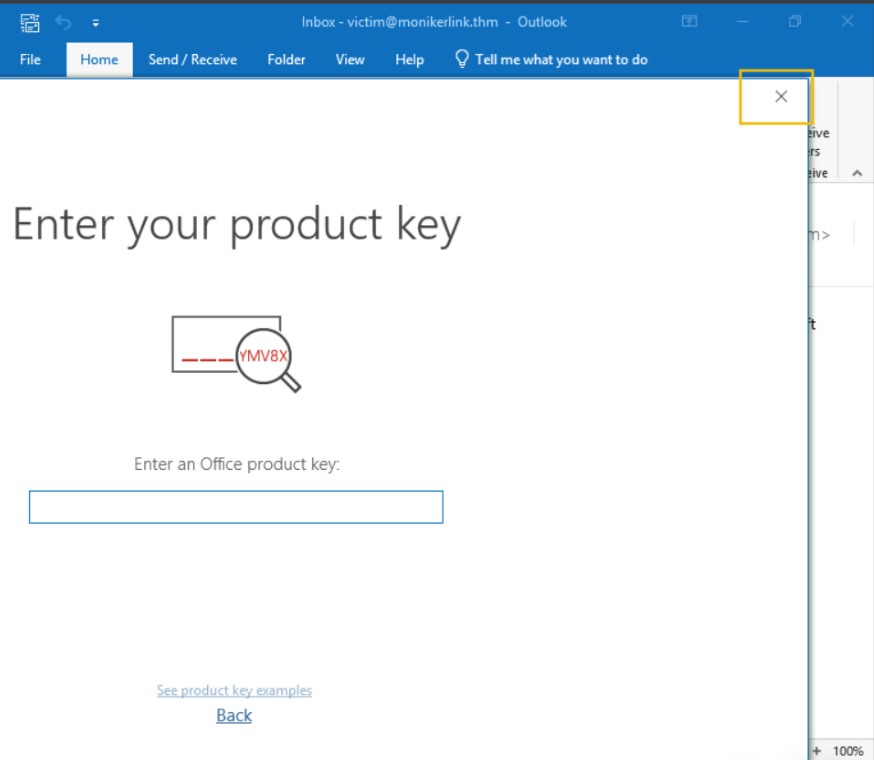 Inbox - victim@monikerlink.thm - Outlook
File Home Send / Receive Folder View Help Tell me what you want to do
eive
rs
eive
Enter your product key
m>
ft
YMV8X
Enter an Office product key:
See product key examples
Back
+ 100%